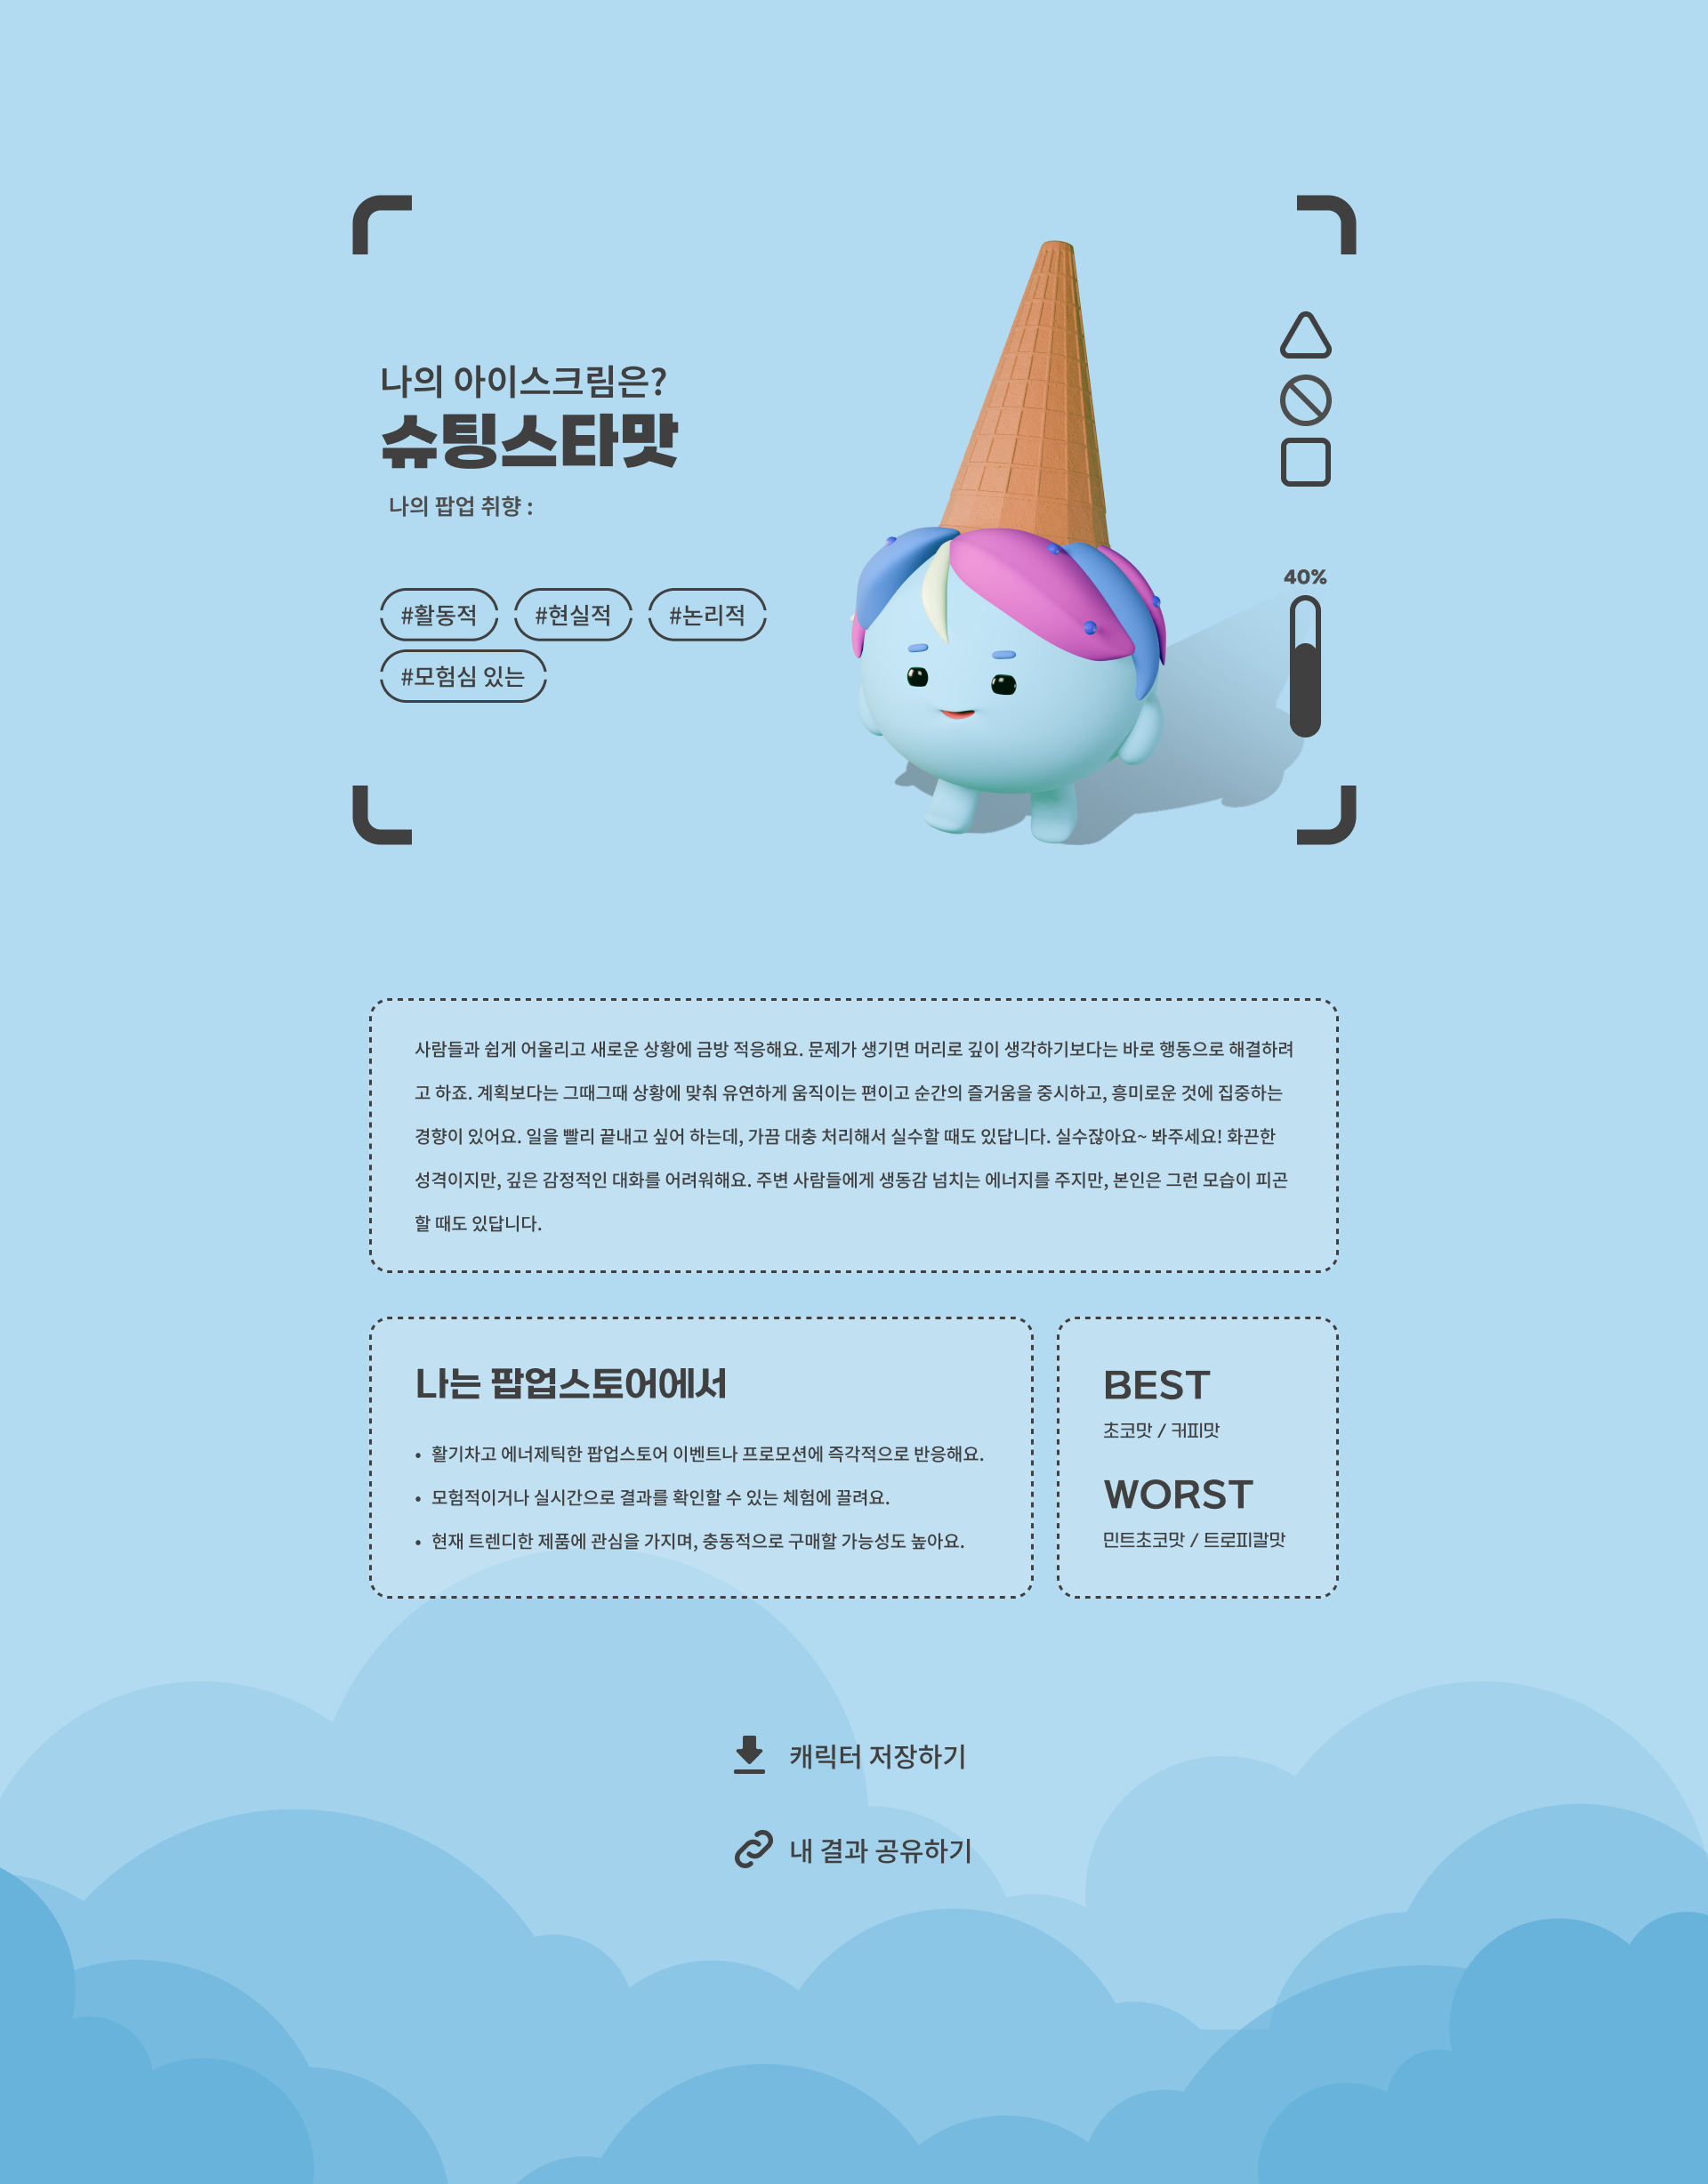 나의 아이스크림은?
슈팅스타맛
나의 팝업 취향 :
#활동적 #현실적 #논리적
#모험심 있는
40%
사람들과 쉽게 어울리고 새로운 상황에 금방 적응해요. 문제가 생기면 머리로 깊이 생각하기보다는 바로 행동으로 해결하려
고 하죠. 계획보다는 그때그때 상황에 맞춰 유연하게 움직이는 편이고 순간의 즐거움을 중시하고, 흥미로운 것에 집중하는
경향이 있어요. 일을 빨리 끝내고 싶어 하는데, 가끔 대충 처리해서 실수할 때도 있답니다. 실수잖아요~ 봐주세요! 화끈한
성격이지만, 깊은 감정적인 대화를 어려워해요. 주변 사람들에게 생동감 넘치는 에너지를 주지만, 본인은 그런 모습이 피곤
할 때도 있답니다.
나는 팝업스토어에서
• 활기차고 에너제틱한 팝업스토어 이벤트나 프로모션에 즉각적으로 반응해요.
• 모험적이거나 실시간으로 결과를 확인할 수 있는 체험에 끌려요.
• 현재 트렌디한 제품에 관심을 가지며, 충동적으로 구매할 가능성도 높아요.
BEST
초코맛 / 커피맛
WORST
민트초코맛 / 트로피칼맛
캐릭터 저장하기
내 결과 공유하기